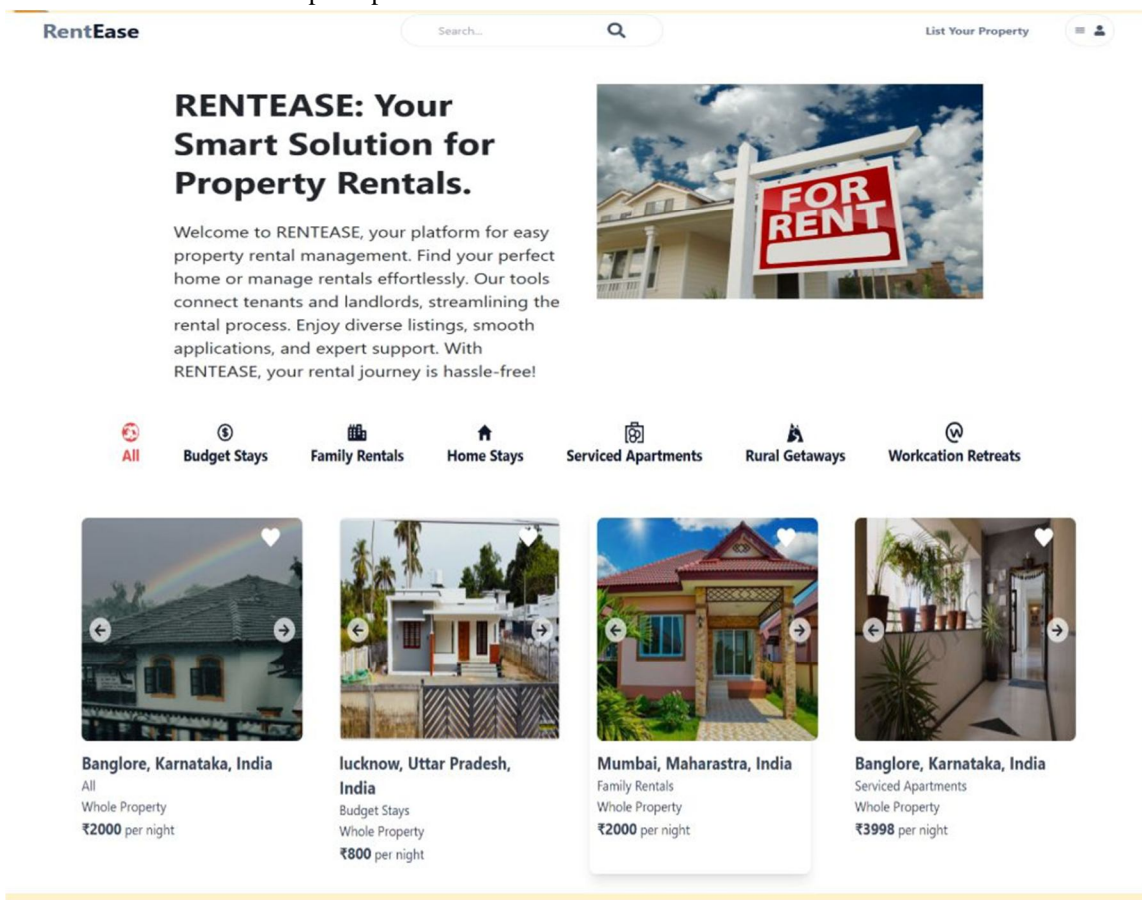 RentEase
Search...
List Your Property
RENTEASE: Your
Smart Solution for
Property Rentals.
Welcome to RENTEASE, your platform for easy
property rental management. Find your perfect
home or manage rentals effortlessly. Our tools
connect tenants and landlords, streamlining the
rental process. Enjoy diverse listings, smooth
applications, and expert support. With
RENTEASE, your rental journey is hassle-free!
FOR
RENT
All
Budget Stays
Family Rentals
Home Stays
Serviced Apartments
Rural Getaways
Workcation Retreats
Banglore, Karnataka, India
All
Whole Property
₹2000 per night
lucknow, Uttar Pradesh,
India
Budget Stays
Whole Property
₹800 per night
Mumbai, Maharastra, India
Family Rentals
Whole Property
₹2000 per night
Banglore, Karnataka, India
Serviced Apartments
Whole Property
₹3998 per night